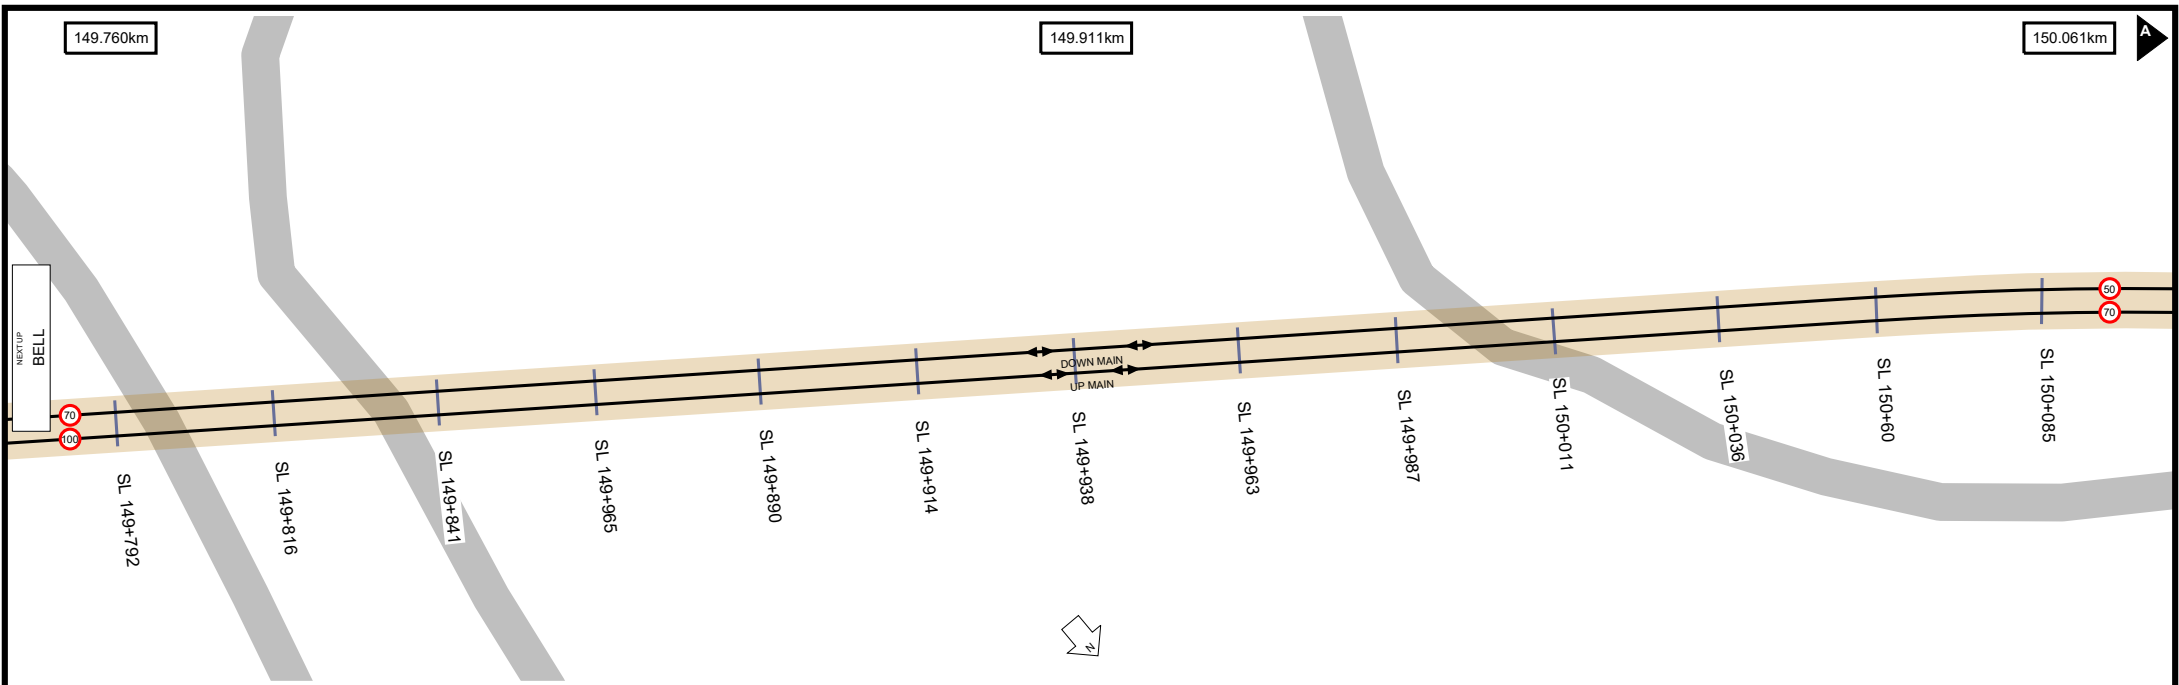 149.760km
149.911km
150.061km
A
NEXT UP
BELL
70
100
50
70
DOWN MAIN
UP MAIN
SL 149+792
SL 149+816
SL 149+841
SL 149+965
SL 149+890
SL 149+914
SL 149+938
SL 149+963
SL 149+987
SL 150+011
SL 150+036
SL 150+60
SL 150+085
N